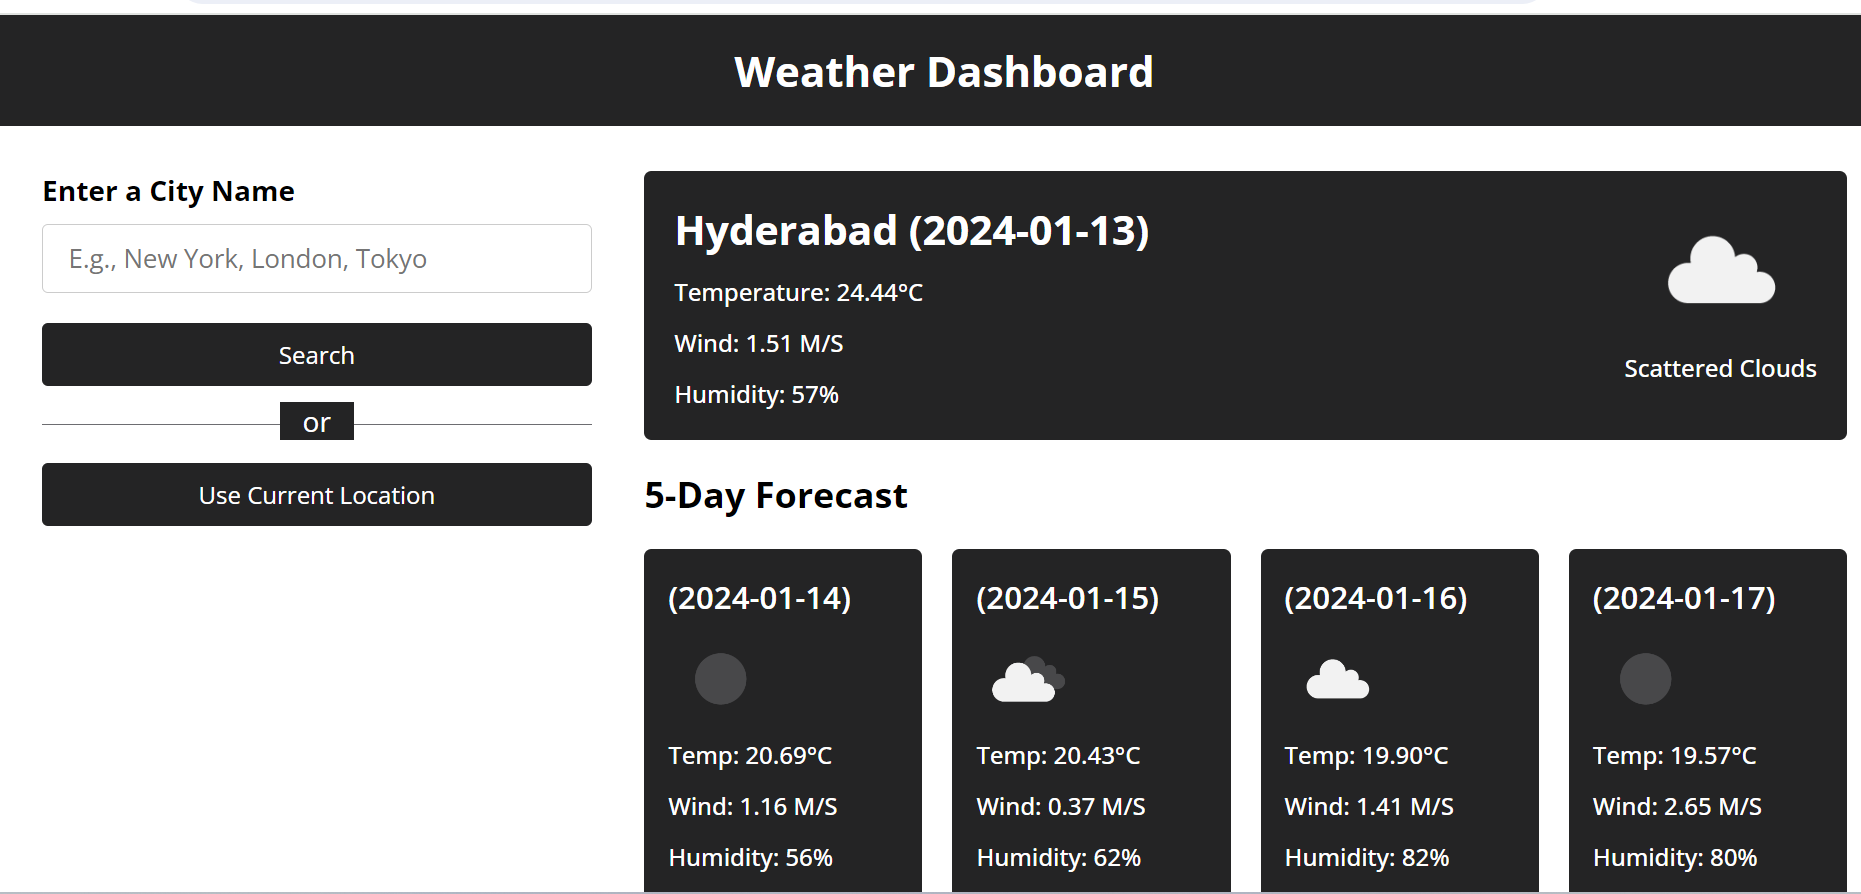 Weather Dashboard
Enter a City Name
E.g., New York, London, Tokyo
Search
or
Use Current Location
Hyderabad (2024-01-13)
Temperature: 24.44°C
Wind: 1.51 M/S
Humidity: 57%
Scattered Clouds
5-Day Forecast
(2024-01-14)
Temp: 20.69°C
Wind: 1.16 M/S
Humidity: 56%
(2024-01-15)
Temp: 20.43°C
Wind: 0.37 M/S
Humidity: 62%
(2024-01-16)
Temp: 19.90°C
Wind: 1.41 M/S
Humidity: 82%
(2024-01-17)
Temp: 19.57°C
Wind: 2.65 M/S
Humidity: 80%